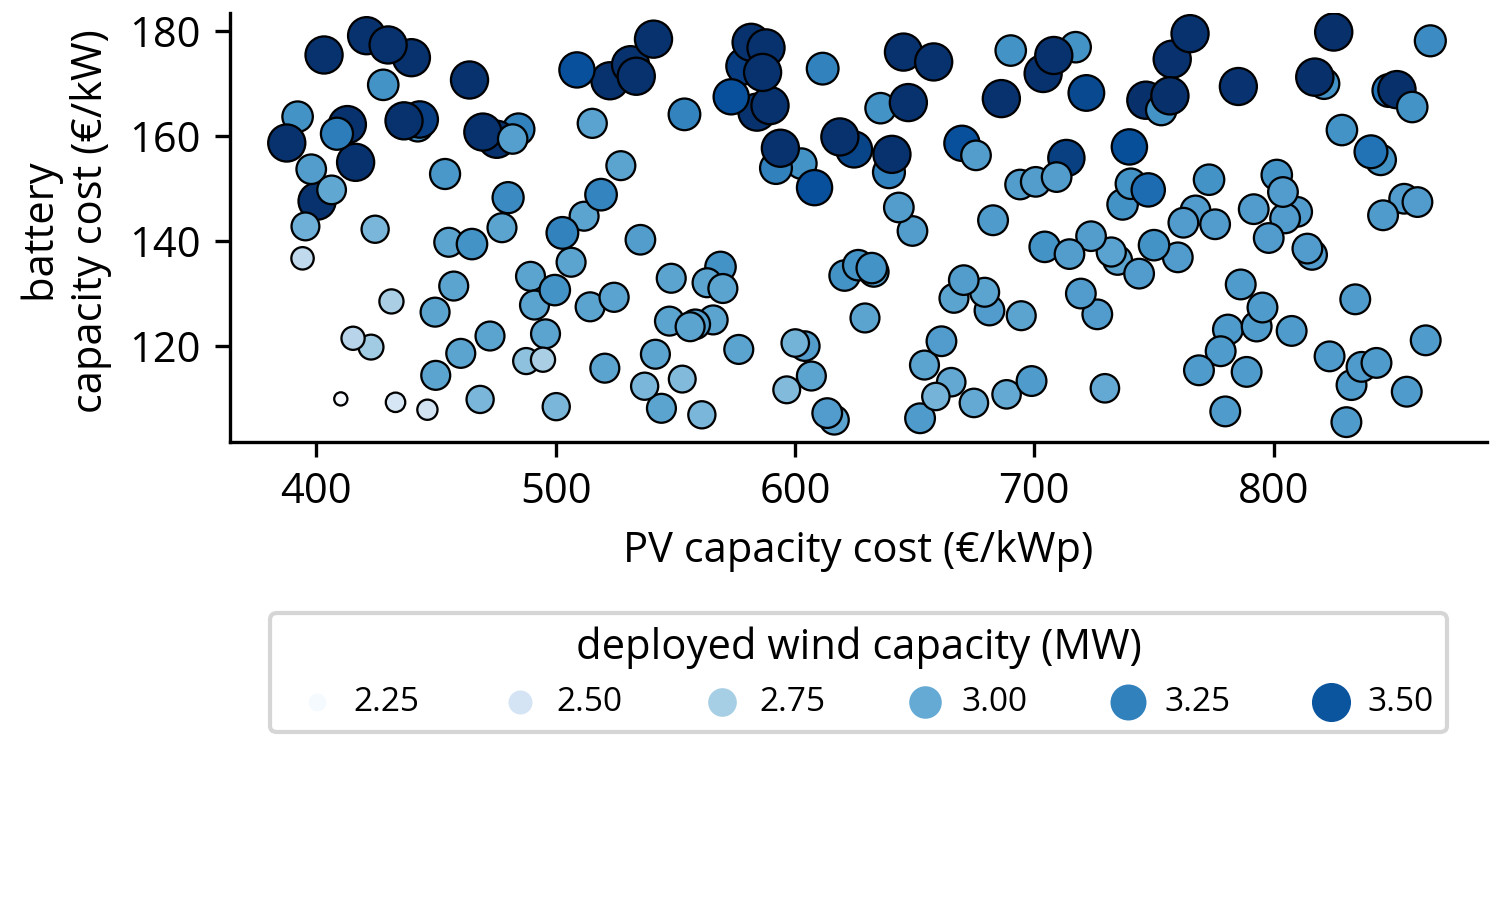 battery
capacity cost (€/kW)
180
160
140
120
400 500 600 700 800
PV capacity cost (€/kWp)
deployed wind capacity (MW)
2.25 2.50 2.75 3.00 3.25 3.50